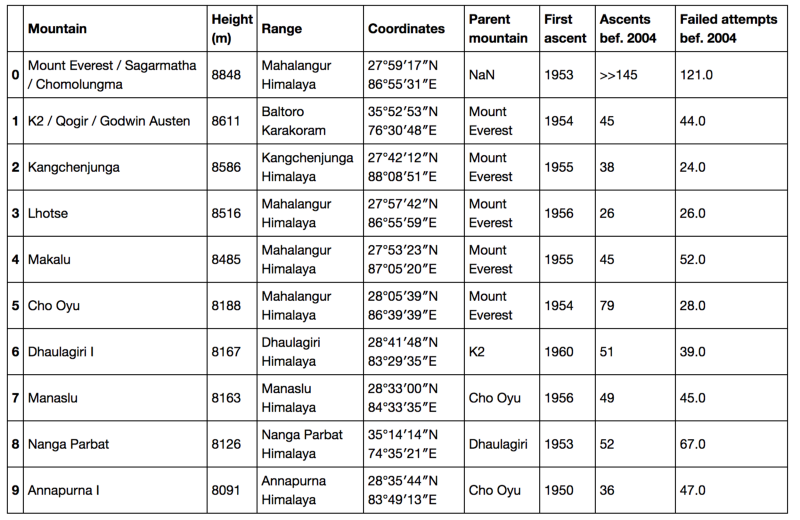 Mountain Height (m) Range Coordinates Parent mountain First ascent Ascents bef. 2004 Failed attempts bef. 2004
0 Mount Everest / Sagarmatha / Chomolungma 8848 Mahalangur Himalaya 27°59′17″N 86°55′31″E NaN 1953 >>145 121.0
1 K2 / Qogir / Godwin Austen 8611 Baltoro Karakoram 35°52′53″N 76°30′48″E Mount Everest 1954 45 44.0
2 Kangchenjunga 8586 Kangchenjunga Himalaya 27°42′12″N 88°08′51″E Mount Everest 1955 38 24.0
3 Lhotse 8516 Mahalangur Himalaya 27°57′42″N 86°55′59″E Mount Everest 1956 26 26.0
4 Makalu 8485 Mahalangur Himalaya 27°53′23″N 87°05′20″E Mount Everest 1955 45 52.0
5 Cho Oyu 8188 Mahalangur Himalaya 28°05′39″N 86°39′39″E Mount Everest 1954 79 28.0
6 Dhaulagiri I 8167 Dhaulagiri Himalaya 28°41′48″N 83°29′35″E K2 1960 51 39.0
7 Manaslu 8163 Manaslu Himalaya 28°33′00″N 84°33′35″E Cho Oyu 1956 49 45.0
8 Nanga Parbat 8126 Nanga Parbat Himalaya 35°14′14″N 74°35′21″E Dhaulagiri 1953 52 67.0
9 Annapurna I 8091 Annapurna Himalaya 28°35′44″N 83°49′13″E Cho Oyu 1950 36 47.0